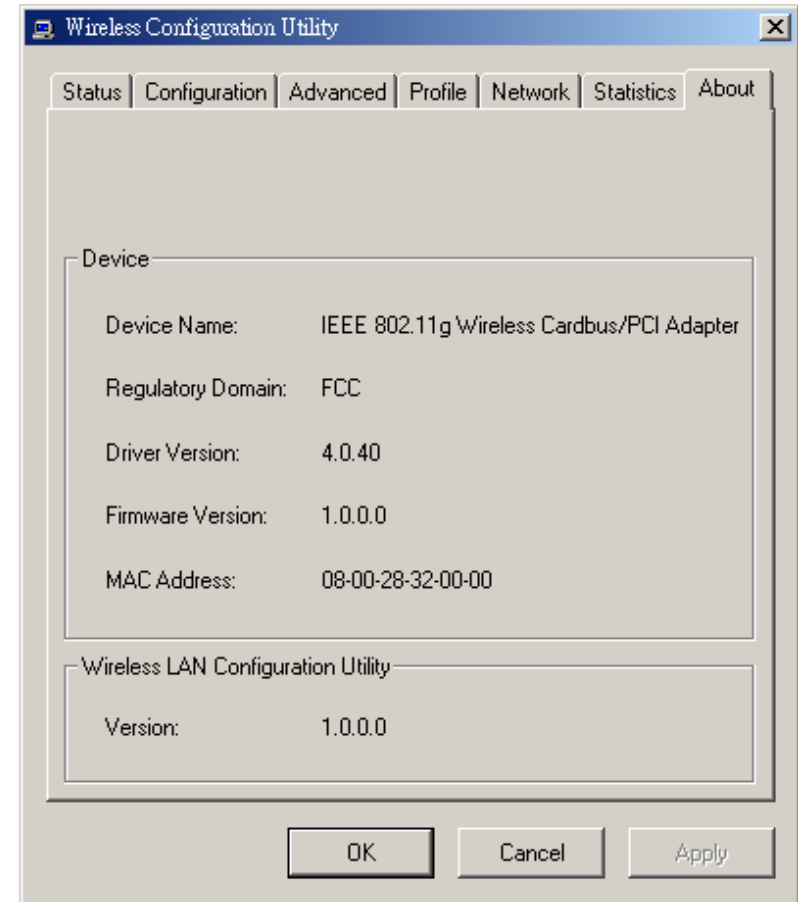 Wireless Configuration Utility
Status Configuration Advanced Profile Network Statistics About
Device
Device Name: IEEE 802.11g Wireless Cardbus/PCI Adapter
Regulatory Domain: FCC
Driver Version: 4.0.40
Firmware Version: 1.0.0.0
MAC Address: 08-00-28-32-00-00
Wireless LAN Configuration Utility
Version: 1.0.0.0
OK Cancel Apply